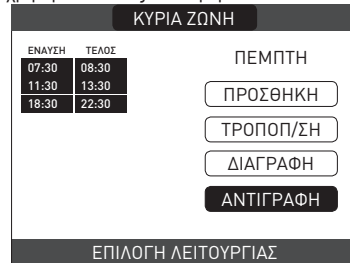 ΚΥΡΙΑ ΖΩΝΗ
ΕΝΑΥΣΗ ΤΕΛΟΣ
07:30 08:30
11:30 13:30
18:30 22:30
ΠΕΜΠΤΗ
ΠΡΟΣΘΗΚΗ
ΤΡΟΠΟΠ/ΣΗ
ΔΙΑΓΡΑΦΗ
ΑΝΤΙΓΡΑΦΗ
ΕΠΙΛΟΓΗ ΛΕΙΤΟΥΡΓΙΑΣ